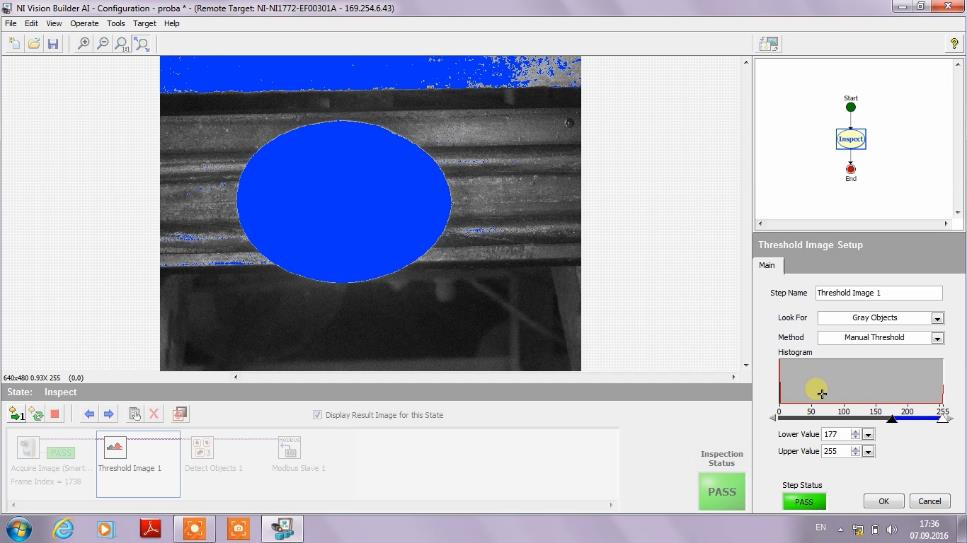 NI Vision Builder AI - Configuration - proba * - (Remote Target: NI-NI1772-EF00301A - 169.254.6.43)
File Edit View Operate Tools Target Help
Start
Inspect
End
Threshold Image Setup
Main
Step Name Threshold Image 1
Look For Gray Objects
Method Manual Threshold
Histogram
0 50 100 150 200 255
Lower Value 177
Upper Value 255
Step Status
PASS OK Cancel
640x480 0.93X 255 (0,0)
State: Inspect
Display Result Image for this State
PASS
Acquire Image (Smart... Threshold Image 1 Detect Objects 1 Modbus Slave 1
Frame Index = 1738
Inspection
Status
PASS
EN 17:36
07.09.2016